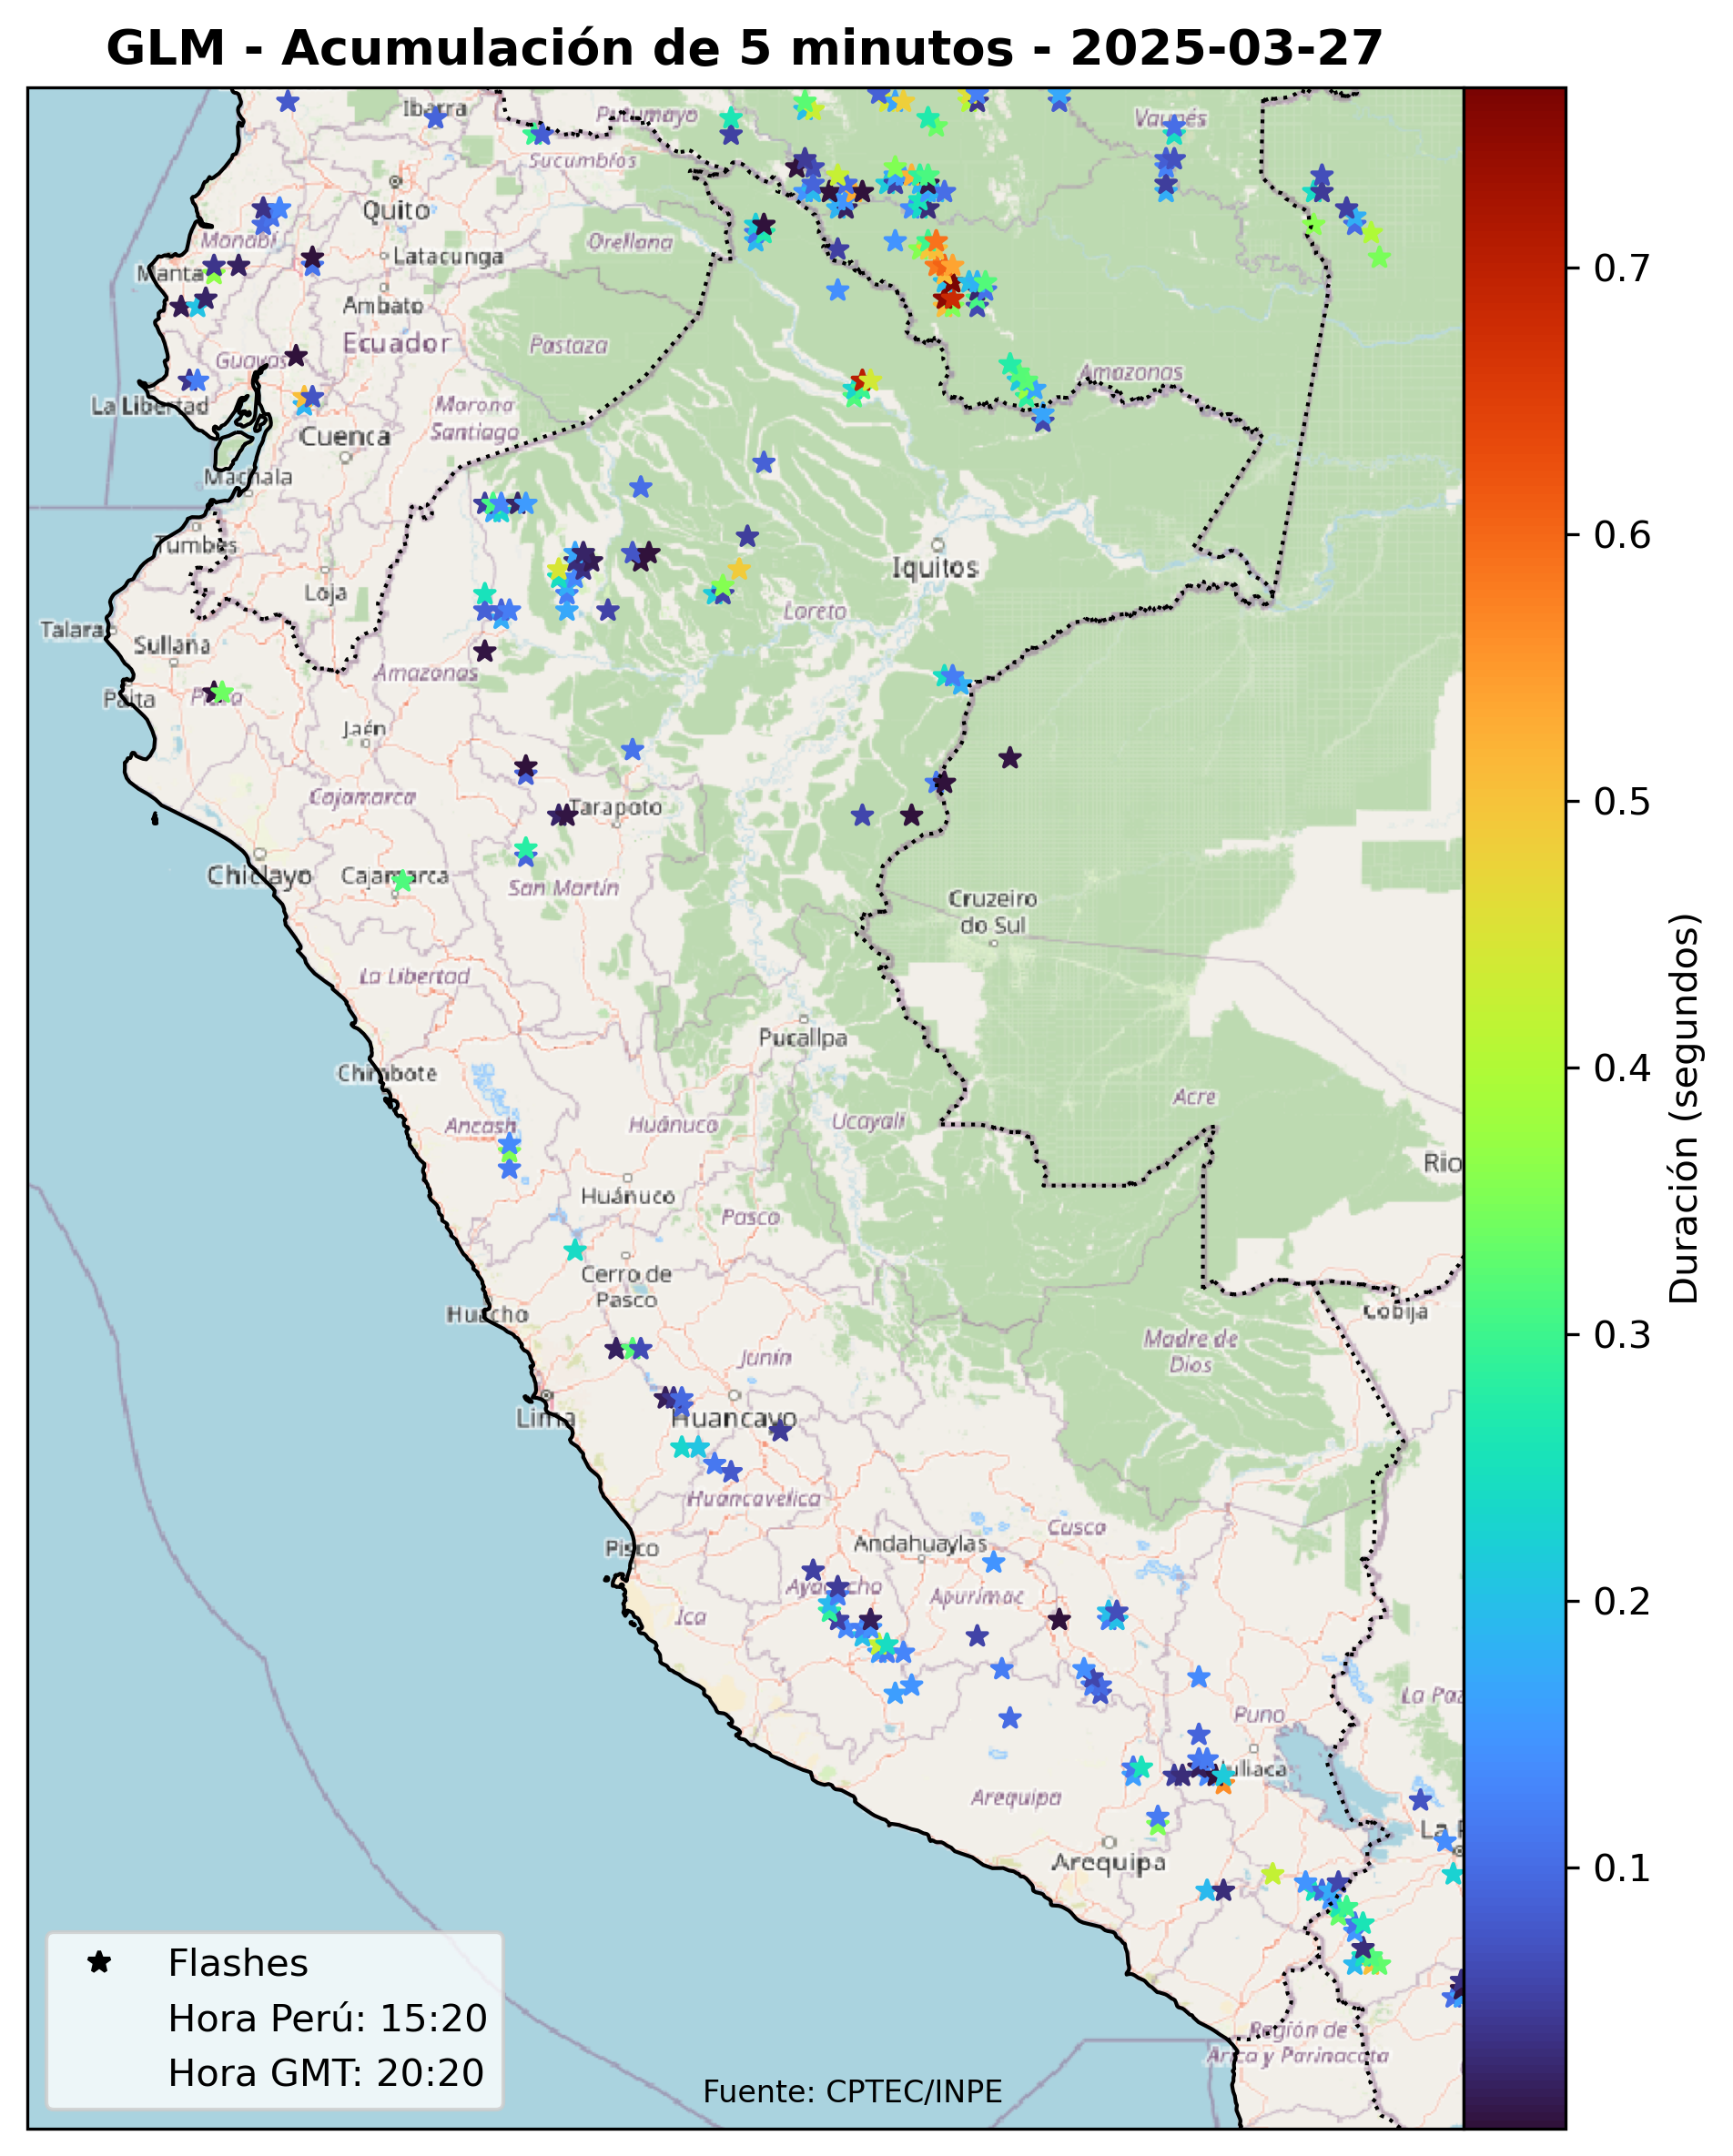 GLM - Acumulación de 5 minutos - 2025-03-27
Ibarra
Putumayo
Vaupés
Sucumbíos
Quito
Manabí
Orellana
Latacunga
Manta
Ambato
Ecuador
Pastaza
Guayas
Amazonas
La Libertad
Morona
Santiago
Cuenca
Machala
Tumbes
Iquitos
Loja
Loreto
Talara
Sullana
Amazonas
Paita
Piura
Jaén
Cajamarca
Tarapoto
Chiclayo
Cajamarca
San Martín
Cruzeiro
do Sul
La Libertad
Pucallpa
Chimbote
Acre
Ancash
Huánuco
Ucayali
Rio
Huánuco
Pasco
Cerro de
Pasco
Huacho
Cobija
Madre de
Dios
Junín
Lima
Huancayo
Huancavelica
Pisco
Andahuaylas
Cusco
Ayacucho
Apurímac
Ica
La Paz
Puno
Juliaca
Arequipa
La P
Arequipa
Región de
Arica y Parinacota
Flashes
Hora Perú: 15:20
Hora GMT: 20:20
Fuente: CPTEC/INPE
0.7
0.6
0.5
0.4
0.3
0.2
0.1
Duración (segundos)